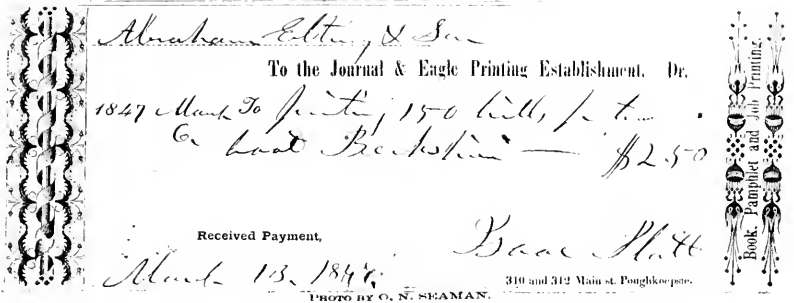 Abraham Elting & Son
To the Journal & Eagle Printing Establishment, Dr.
1847 March To printing 150 bills for
boat $2.50
Received Payment,
Isaac Platt
March 13, 1847,
310 and 312 Main st. Poughkeepsie.
Book, Pamphlet and Job Printing.
PHOTO BY O. N. SEAMAN.